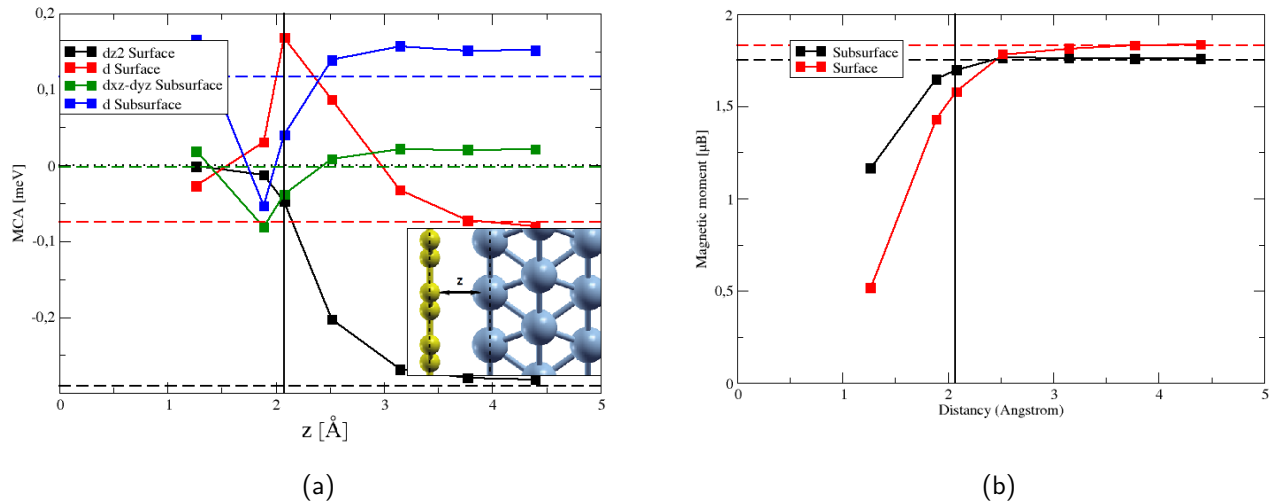 0,2
0,1
0
-0,1
-0,2
MCA [meV]
dz2 Surface
d Surface
dxz-dyz Subsurface
d Subsurface
z
0 1 2 3 4 5
z [Å]
(a)
2
1,5
1
0,5
0
Magnetic moment [μB]
Subsurface
Surface
0 1 2 3 4 5
Distancy (Angstrom)
(b)